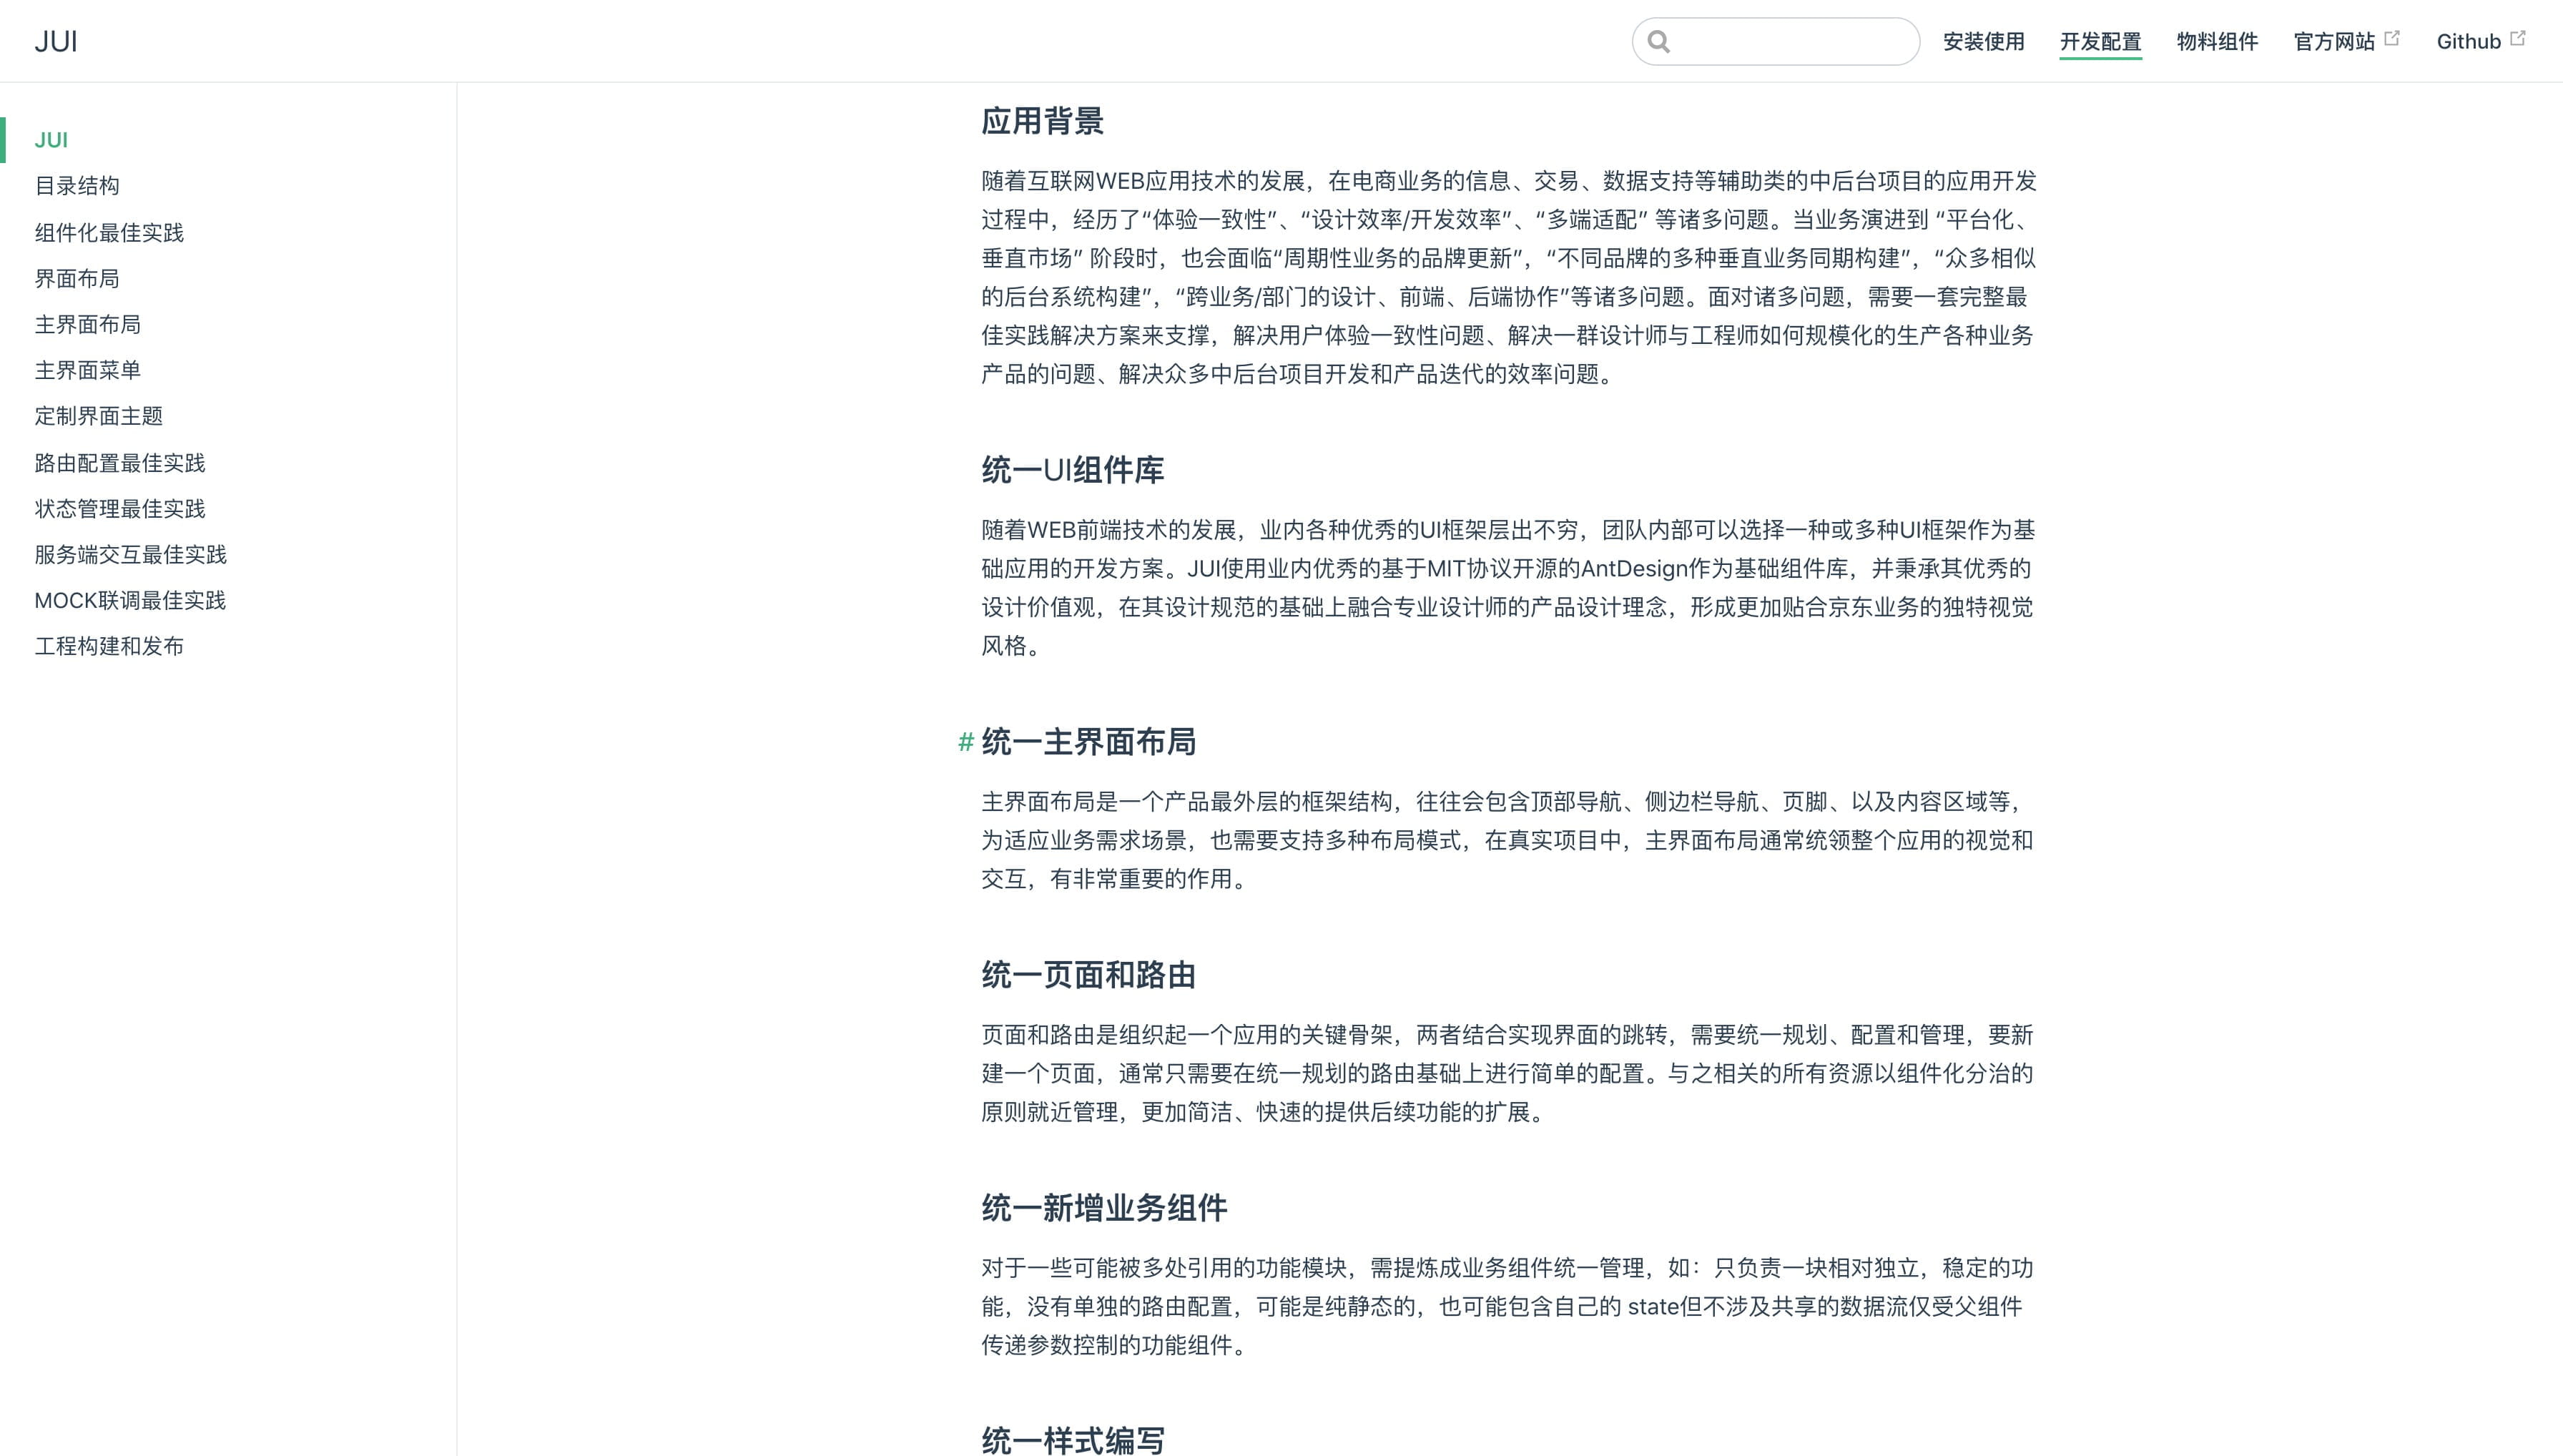 JUI
安装使用
开发配置
物料组件
官方网站
Github
JUI
目录结构
组件化最佳实践
界面布局
主界面布局
主界面菜单
定制界面主题
路由配置最佳实践
状态管理最佳实践
服务端交互最佳实践
MOCK联调最佳实践
工程构建和发布
应用背景
随着互联网WEB应用技术的发展，在电商业务的信息、交易、数据支持等辅助类的中后台项目的应用开发
过程中，经历了“体验一致性”、“设计效率/开发效率”、“多端适配” 等诸多问题。当业务演进到 “平台化、
垂直市场” 阶段时，也会面临“周期性业务的品牌更新”，“不同品牌的多种垂直业务同期构建”，“众多相似
的后台系统构建”，“跨业务/部门的设计、前端、后端协作”等诸多问题。面对诸多问题，需要一套完整最
佳实践解决方案来支撑，解决用户体验一致性问题、解决一群设计师与工程师如何规模化的生产各种业务
产品的问题、解决众多中后台项目开发和产品迭代的效率问题。
统一UI组件库
随着WEB前端技术的发展，业内各种优秀的UI框架层出不穷，团队内部可以选择一种或多种UI框架作为基
础应用的开发方案。JUI使用业内优秀的基于MIT协议开源的AntDesign作为基础组件库，并秉承其优秀的
设计价值观，在其设计规范的基础上融合专业设计师的产品设计理念，形成更加贴合京东业务的独特视觉
风格。
# 统一主界面布局
主界面布局是一个产品最外层的框架结构，往往会包含顶部导航、侧边栏导航、页脚、以及内容区域等，
为适应业务需求场景，也需要支持多种布局模式，在真实项目中，主界面布局通常统领整个应用的视觉和
交互，有非常重要的作用。
统一页面和路由
页面和路由是组织起一个应用的关键骨架，两者结合实现界面的跳转，需要统一规划、配置和管理，要新
建一个页面，通常只需要在统一规划的路由基础上进行简单的配置。与之相关的所有资源以组件化分治的
原则就近管理，更加简洁、快速的提供后续功能的扩展。
统一新增业务组件
对于一些可能被多处引用的功能模块，需提炼成业务组件统一管理，如：只负责一块相对独立，稳定的功
能，没有单独的路由配置，可能是纯静态的，也可能包含自己的 state但不涉及共享的数据流仅受父组件
传递参数控制的功能组件。
统一样式编写